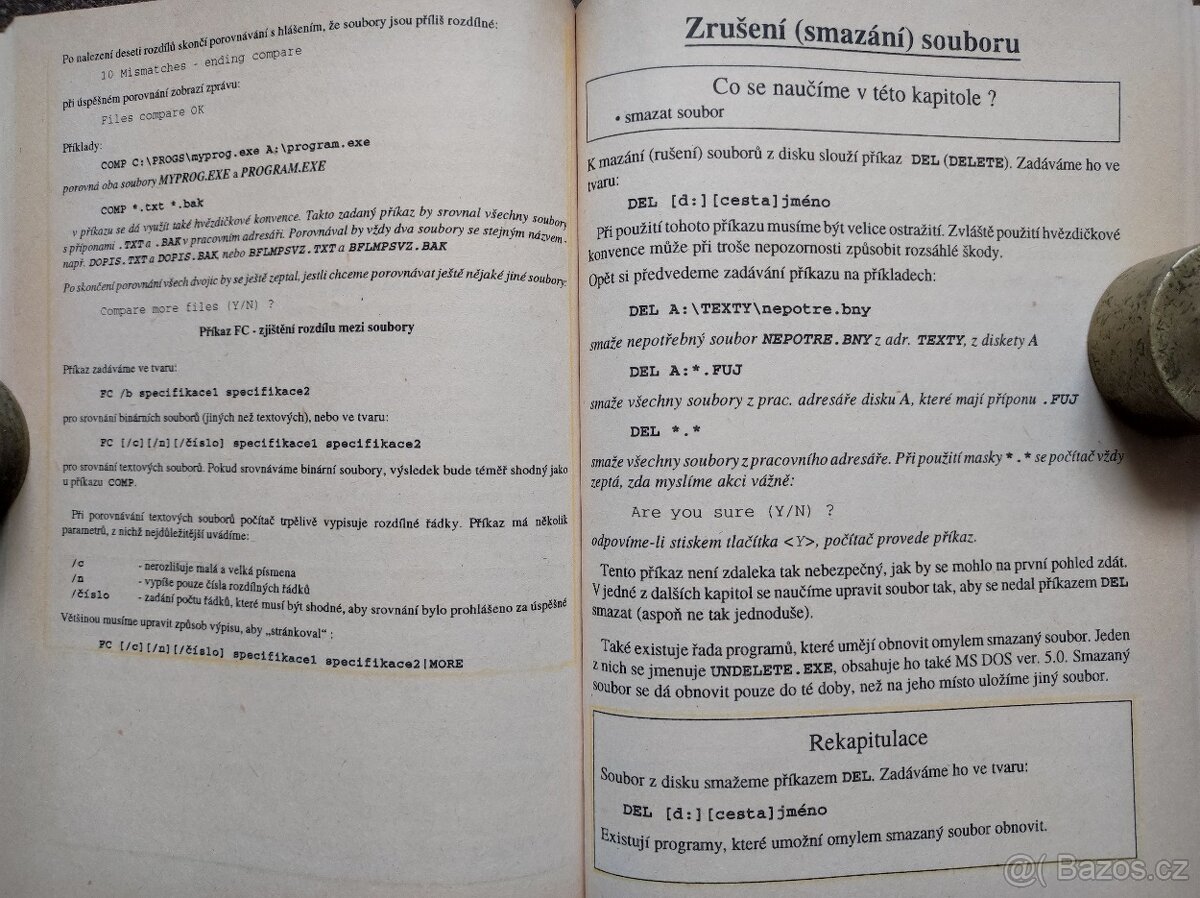 Po nalezení deseti rozdílů skončí porovnávání s hlášením, že soubory jsou příliš rozdílné:
10 Mismatches - ending compare
při úspěšném porovnání zobrazí zprávu:
Files compare OK
Příklady:
COMP C:\PROGS\myprog.exe A:\program.exe
porovná oba soubory MYPROG.EXE a PROGRAM.EXE
COMP *.txt *.bak
v příkazu se dá využít také hvězdičkové konvence. Takto zadaný příkaz by srovnal všechny soubory
s příponami .TXT a .BAK v pracovním adresáři. Porovnával by vždy dva soubory se stejným názvem-
např. DOPIS.TXT a DOPIS.BAK, nebo BFLMPSVZ.TXT a BFLMPSVZ.BAK
Po skončení porovnání všech dvojic by se ještě zeptal, jestli chceme porovnávat ještě nějaké jiné soubory:
Compare more files (Y/N) ?
Příkaz FC - zjištění rozdílu mezi soubory
Příkaz zadáváme ve tvaru:
FC /b specifikace1 specifikace2
pro srovnání binárních souborů (jiných než textových), nebo ve tvaru:
FC [/c][/n][/číslo] specifikace1 specifikace2
pro srovnání textových souborů. Pokud srovnáváme binární soubory, výsledek bude téměř shodný jako
u příkazu COMP.
Při porovnávání textových souborů počítač trpělivě vypisuje rozdílné řádky. Příkaz má několik
parametrů, z nichž nejdůležitější uvádíme:
/c - nerozlišuje malá a velká písmena
/n - vypíše pouze čísla rozdílných řádků
/číslo - zadání počtu řádků, které musí být shodné, aby srovnání bylo prohlášeno za úspěšné
Většinou musíme upravit způsob výpisu, aby „stránkoval“ :
FC [/c][/n][/číslo] specifikace1 specifikace2|MORE
Zrušení (smazání) souboru
Co se naučíme v této kapitole ?
• smazat soubor
K mazání (rušení) souborů z disku slouží příkaz DEL (DELETE). Zadáváme ho ve
tvaru:
DEL [d:][cesta]jméno
Při použití tohoto příkazu musíme být velice ostražití. Zvláště použití hvězdičkové
konvence může při troše nepozornosti způsobit rozsáhlé škody.
Opět si předvedeme zadávání příkazu na příkladech:
DEL A:\TEXTY\nepotre.bny
smaže nepotřebný soubor NEPOTRE.BNY z adr. TEXTY, z diskety A
DEL A:*.FUJ
smaže všechny soubory z prac. adresáře disku A, které mají příponu .FUJ
DEL *.*
smaže všechny soubory z pracovního adresáře. Při použití masky *.* se počítač vždy
zeptá, zda myslíme akci vážně:
Are you sure (Y/N) ?
odpovíme-li stiskem tlačítka <Y>, počítač provede příkaz.
Tento příkaz není zdaleka tak nebezpečný, jak by se mohlo na první pohled zdát.
V jedné z dalších kapitol se naučíme upravit soubor tak, aby se nedal příkazem DEL
smazat (aspoň ne tak jednoduše).
Také existuje řada programů, které umějí obnovit omylem smazaný soubor. Jeden
z nich se jmenuje UNDELETE.EXE, obsahuje ho také MS DOS ver. 5.0. Smazaný
soubor se dá obnovit pouze do té doby, než na jeho místo uložíme jiný soubor.
Rekapitulace
Soubor z disku smažeme příkazem DEL. Zadáváme ho ve tvaru:
DEL [d:][cesta]jméno
Existují programy, které umožní omylem smazaný soubor obnovit.
@( Bazos.cz